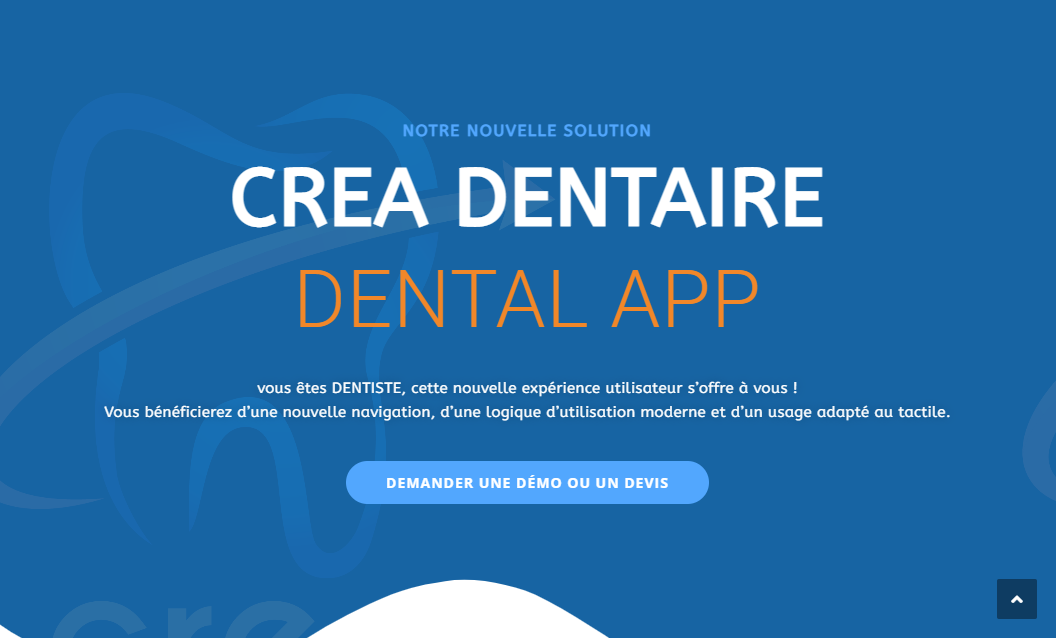 NOTRE NOUVELLE SOLUTION
CREA DENTAIRE
DENTAL APP
vous êtes DENTISTE, cette nouvelle expérience utilisateur s’offre à vous !
Vous bénéficierez d’une nouvelle navigation, d’une logique d’utilisation moderne et d’un usage adapté au tactile.
DEMANDER UNE DÉMO OU UN DEVIS
cre